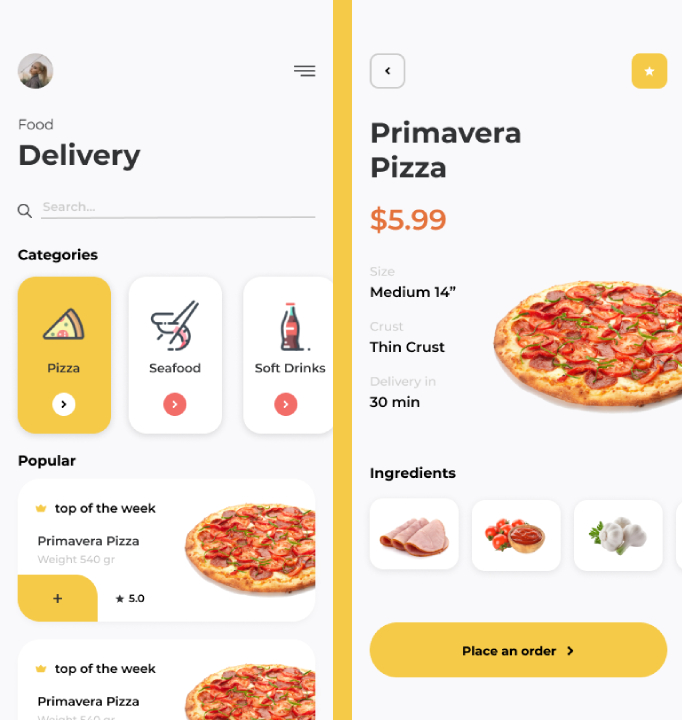 Food
Delivery
Search...
Categories
Pizza
Seafood
Soft Drinks
Popular
top of the week
Primavera Pizza
Weight 540 gr
+
5.0
top of the week
Primavera Pizza
Weight 540 gr
Primavera
Pizza
$5.99
Size
Medium 14”
Crust
Thin Crust
Delivery in
30 min
Ingredients
Place an order